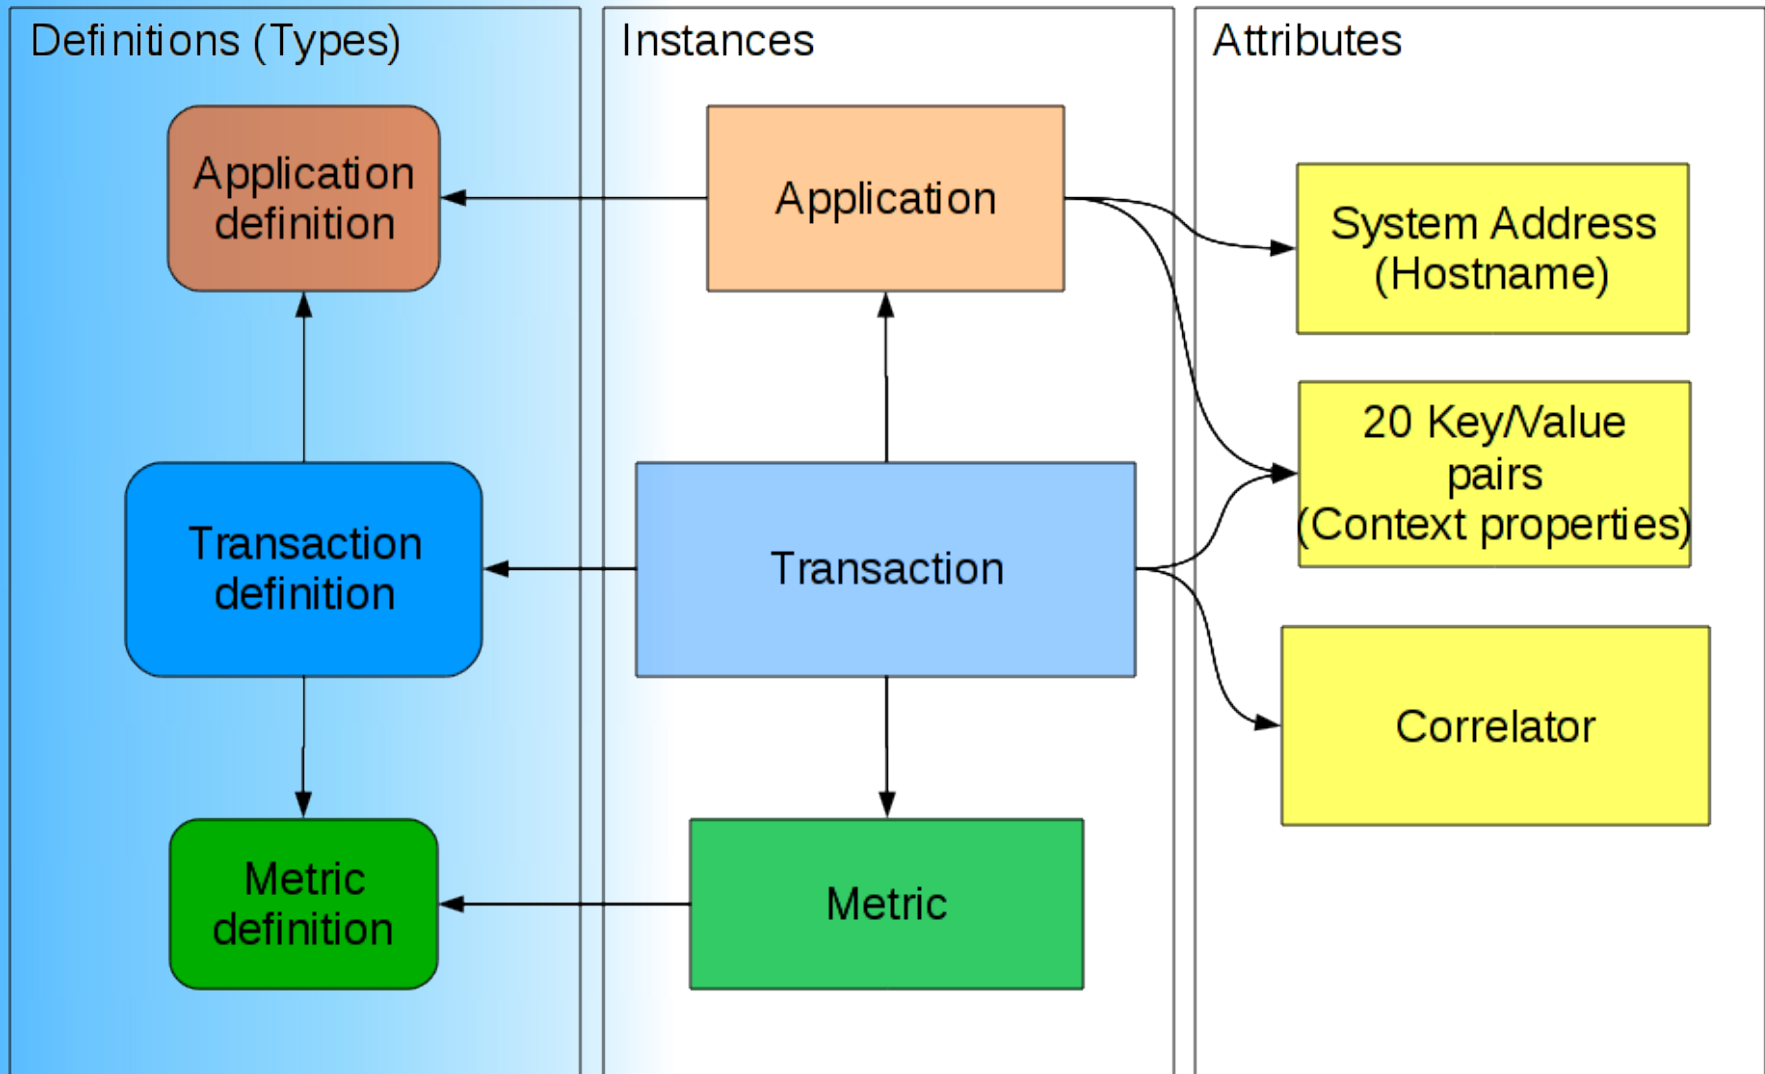 Definitions (Types)
Instances
Attributes
Application
definition
Application
System Address
(Hostname)
20 Key/Value
pairs
(Context properties)
Transaction
definition
Transaction
Correlator
Metric
definition
Metric